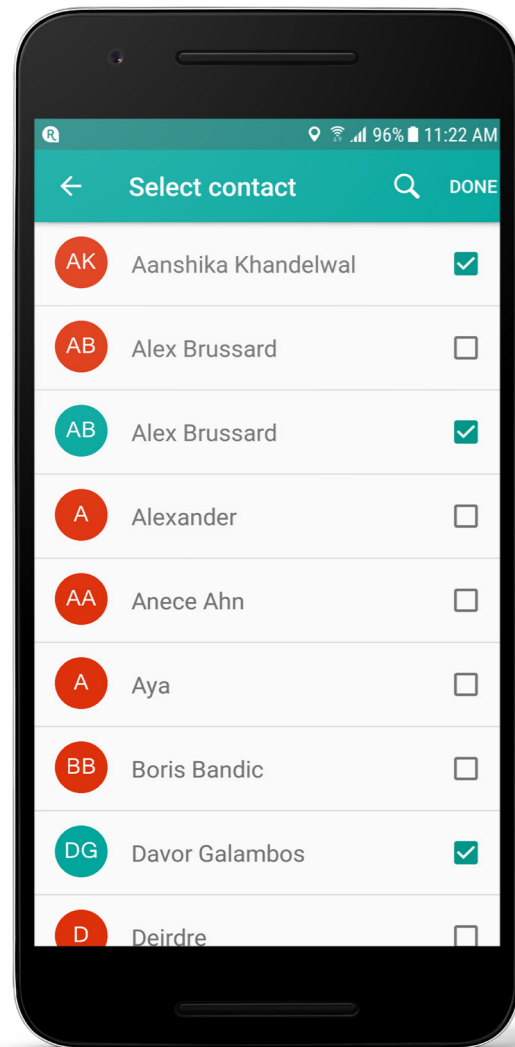 R 96% 11:22 AM
Select contact DONE
AK Aanshika Khandelwal
AB Alex Brussard
AB Alex Brussard
A Alexander
AA Anece Ahn
A Aya
BB Boris Bandic
DG Davor Galambos
D Deirdre